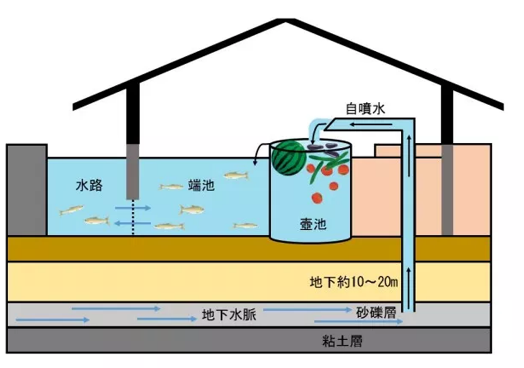 自噴水
水路
端池
壺池
地下約10～20m
地下水脈
砂礫層
粘土層